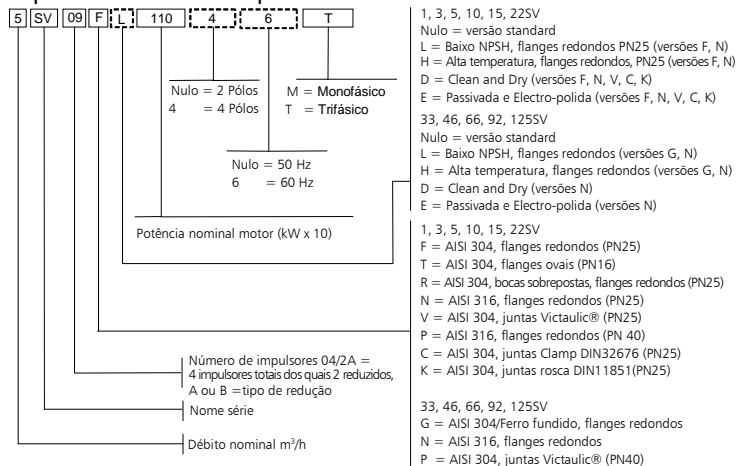 5 SV 09 F L 110 4 6 T
Nulo = 2 Pólos
4 = 4 Pólos
M = Monofásico
T = Trifásico
Nulo = 50 Hz
6 = 60 Hz
Potência nominal motor (kW x 10)
Número de impulsores 04/2A =
4 impulsores totais dos quais 2 reduzidos,
A ou B =tipo de redução
Nome série
Débito nominal m³/h
1, 3, 5, 10, 15, 22SV
Nulo = versão standard
L = Baixo NPSH, flanges redondos PN25 (versões F, N)
H = Alta temperatura, flanges redondos, PN25 (versões F, N)
D = Clean and Dry (versões F, N, V, C, K)
E = Passivada e Electro-polida (versões F, N, V, C, K)
33, 46, 66, 92, 125SV
Nulo = versão standard
L = Baixo NPSH, flanges redondos (versões G, N)
H = Alta temperatura, flanges redondos (versões G, N)
D = Clean and Dry (versões N)
E = Passivada e Electro-polida (versões N)
1, 3, 5, 10, 15, 22SV
F = AISI 304, flanges redondos (PN25)
T = AISI 304, flanges ovais (PN16)
R = AISI 304, bocas sobrepostas, flanges redondos (PN25)
N = AISI 316, flanges redondos (PN25)
V = AISI 304, juntas Victaulic® (PN25)
P = AISI 316, flanges redondos (PN 40)
C = AISI 304, juntas Clamp DIN32676 (PN25)
K = AISI 304, juntas rosca DIN11851(PN25)
33, 46, 66, 92, 125SV
G = AISI 304/Ferro fundido, flanges redondos
N = AISI 316, flanges redondos
P = AISI 304, juntas Victaulic® (PN40)